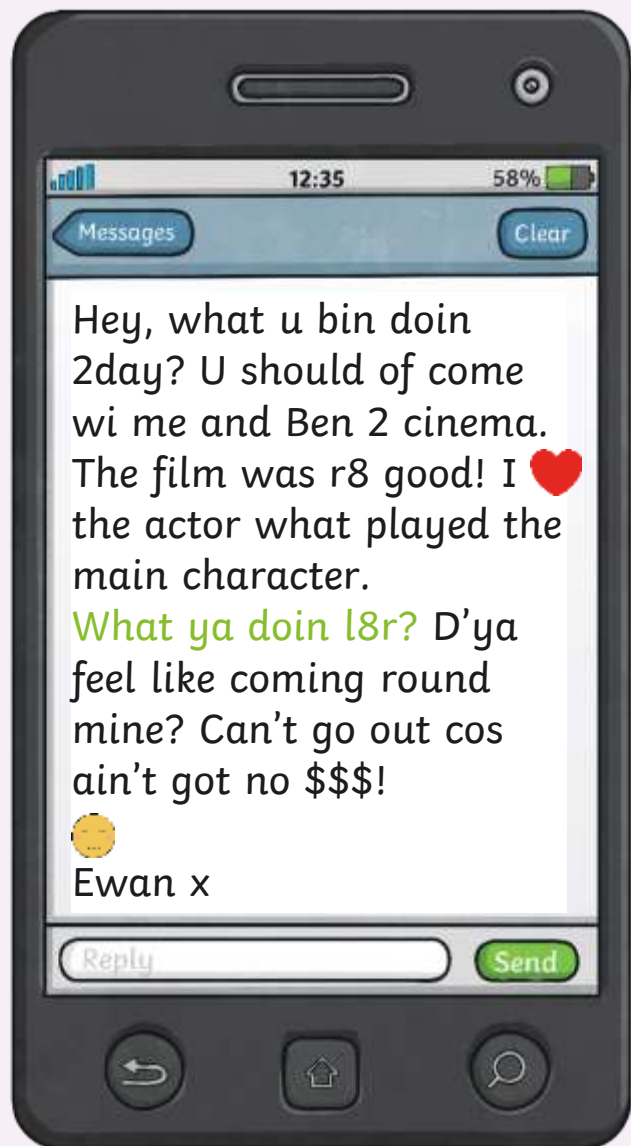 12:35 58%
Messages Clear
Hey, what u bin doin
2day? U should of come
wi me and Ben 2 cinema.
The film was r8 good! I ❤
the actor what played the
main character.
What ya doin l8r? D’ya
feel like coming round
mine? Can’t go out cos
ain’t got no $$$!
Ewan x
Reply Send